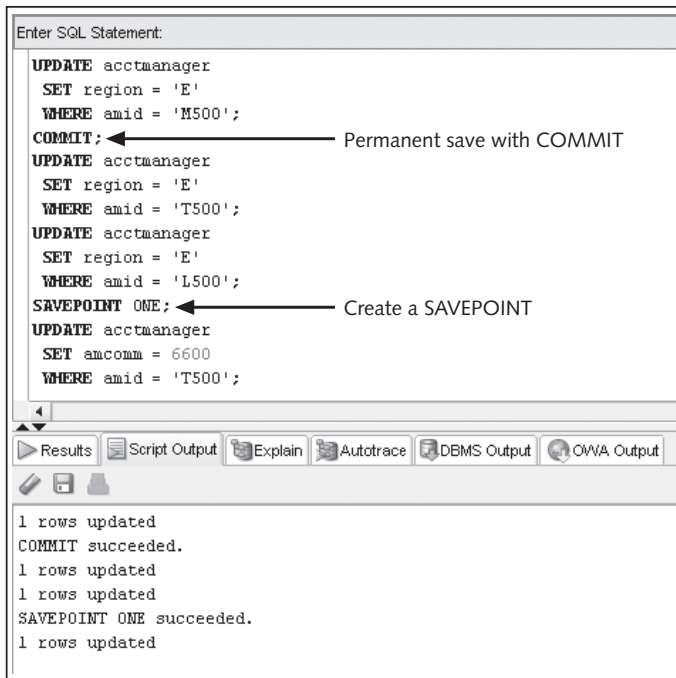 Enter SQL Statement:
UPDATE acctmanager
SET region = 'E'
WHERE amid = 'M500';
COMMIT;
Permanent save with COMMIT
UPDATE acctmanager
SET region = 'E'
WHERE amid = 'T500';
UPDATE acctmanager
SET region = 'E'
WHERE amid = 'L500';
SAVEPOINT ONE;
Create a SAVEPOINT
UPDATE acctmanager
SET amcomm = 6600
WHERE amid = 'T500';
Results Script Output Explain Autotrace DBMS Output OWA Output
1 rows updated
COMMIT succeeded.
1 rows updated
1 rows updated
SAVEPOINT ONE succeeded.
1 rows updated